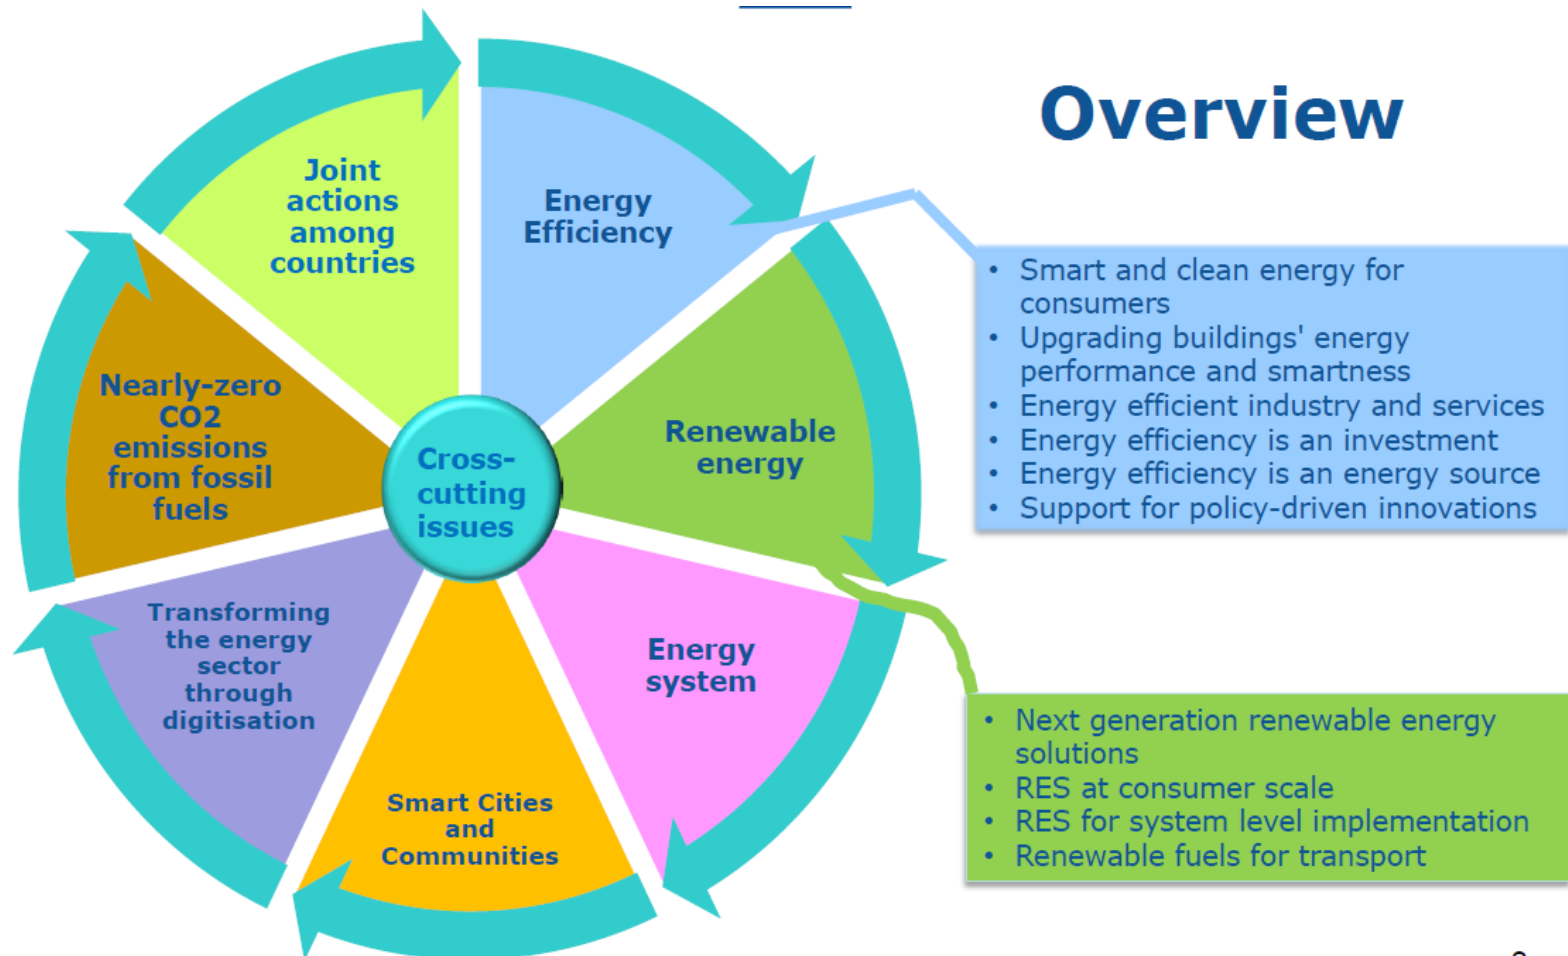 Overview
Joint
actions
among
countries
Energy
Efficiency
Renewable
energy
Energy
system
Smart Cities
and
Communities
Transforming
the energy
sector
through
digitisation
Nearly-zero
CO2
emissions
from fossil
fuels
Cross-
cutting
issues
• Smart and clean energy for
consumers
• Upgrading buildings' energy
performance and smartness
• Energy efficient industry and services
• Energy efficiency is an investment
• Energy efficiency is an energy source
• Support for policy-driven innovations
• Next generation renewable energy
solutions
• RES at consumer scale
• RES for system level implementation
• Renewable fuels for transport